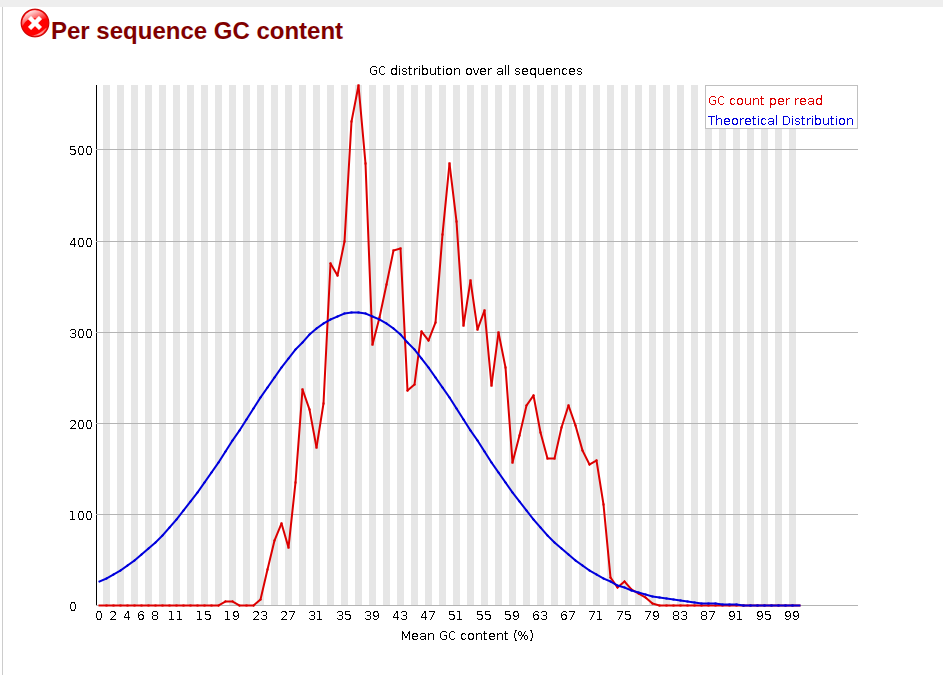 Per sequence GC content
GC distribution over all sequences
GC count per read
Theoretical Distribution
500
400
300
200
100
0
0 2 4 6 8 11 15 19 23 27 31 35 39 43 47 51 55 59 63 67 71 75 79 83 87 91 95 99
Mean GC content (%)